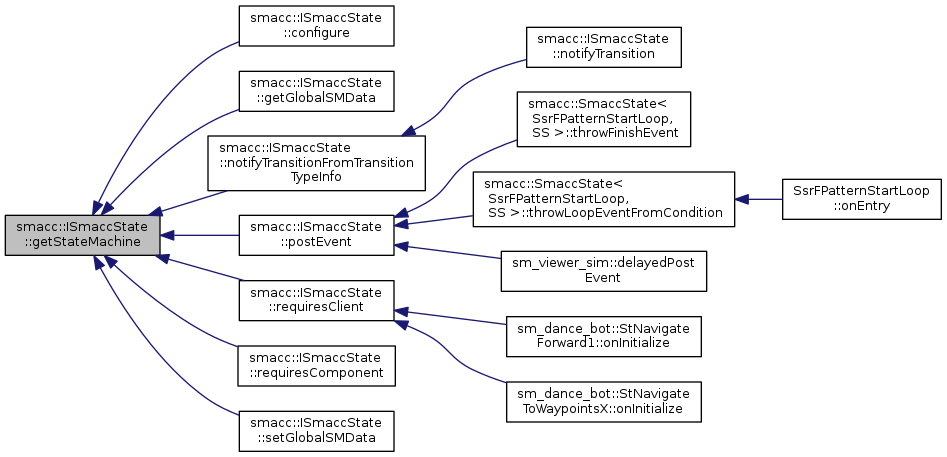 smacc::ISmaccState
::getStateMachine
smacc::ISmaccState
::configure
smacc::ISmaccState
::getGlobalSMData
smacc::ISmaccState
::notifyTransitionFromTransition
TypeInfo
smacc::ISmaccState
::postEvent
smacc::ISmaccState
::requiresClient
smacc::ISmaccState
::requiresComponent
smacc::ISmaccState
::setGlobalSMData
smacc::ISmaccState
::notifyTransition
smacc::SmaccState<
SsrFPatternStartLoop,
SS >::throwFinishEvent
smacc::SmaccState<
SsrFPatternStartLoop,
SS >::throwLoopEventFromCondition
sm_viewer_sim::delayedPost
Event
sm_dance_bot::StNavigate
Forward1::onInitialize
sm_dance_bot::StNavigate
ToWaypointsX::onInitialize
SsrFPatternStartLoop
::onEntry